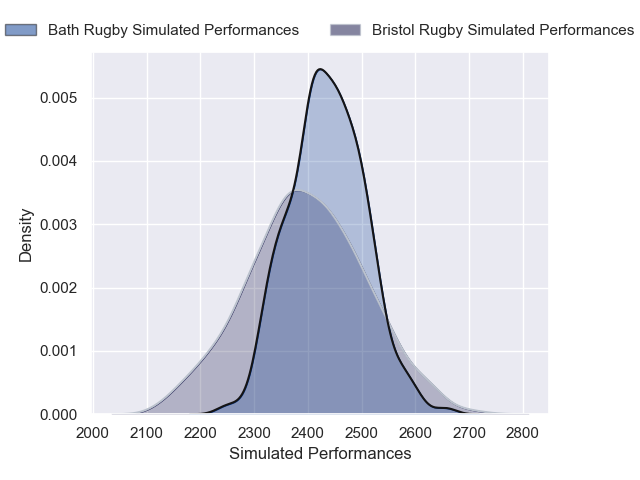 Bath Rugby Simulated Performances
Bristol Rugby Simulated Performances
Density
0.005
0.004
0.003
0.002
0.001
0.000
2000 2100 2200 2300 2400 2500 2600 2700 2800
Simulated Performances